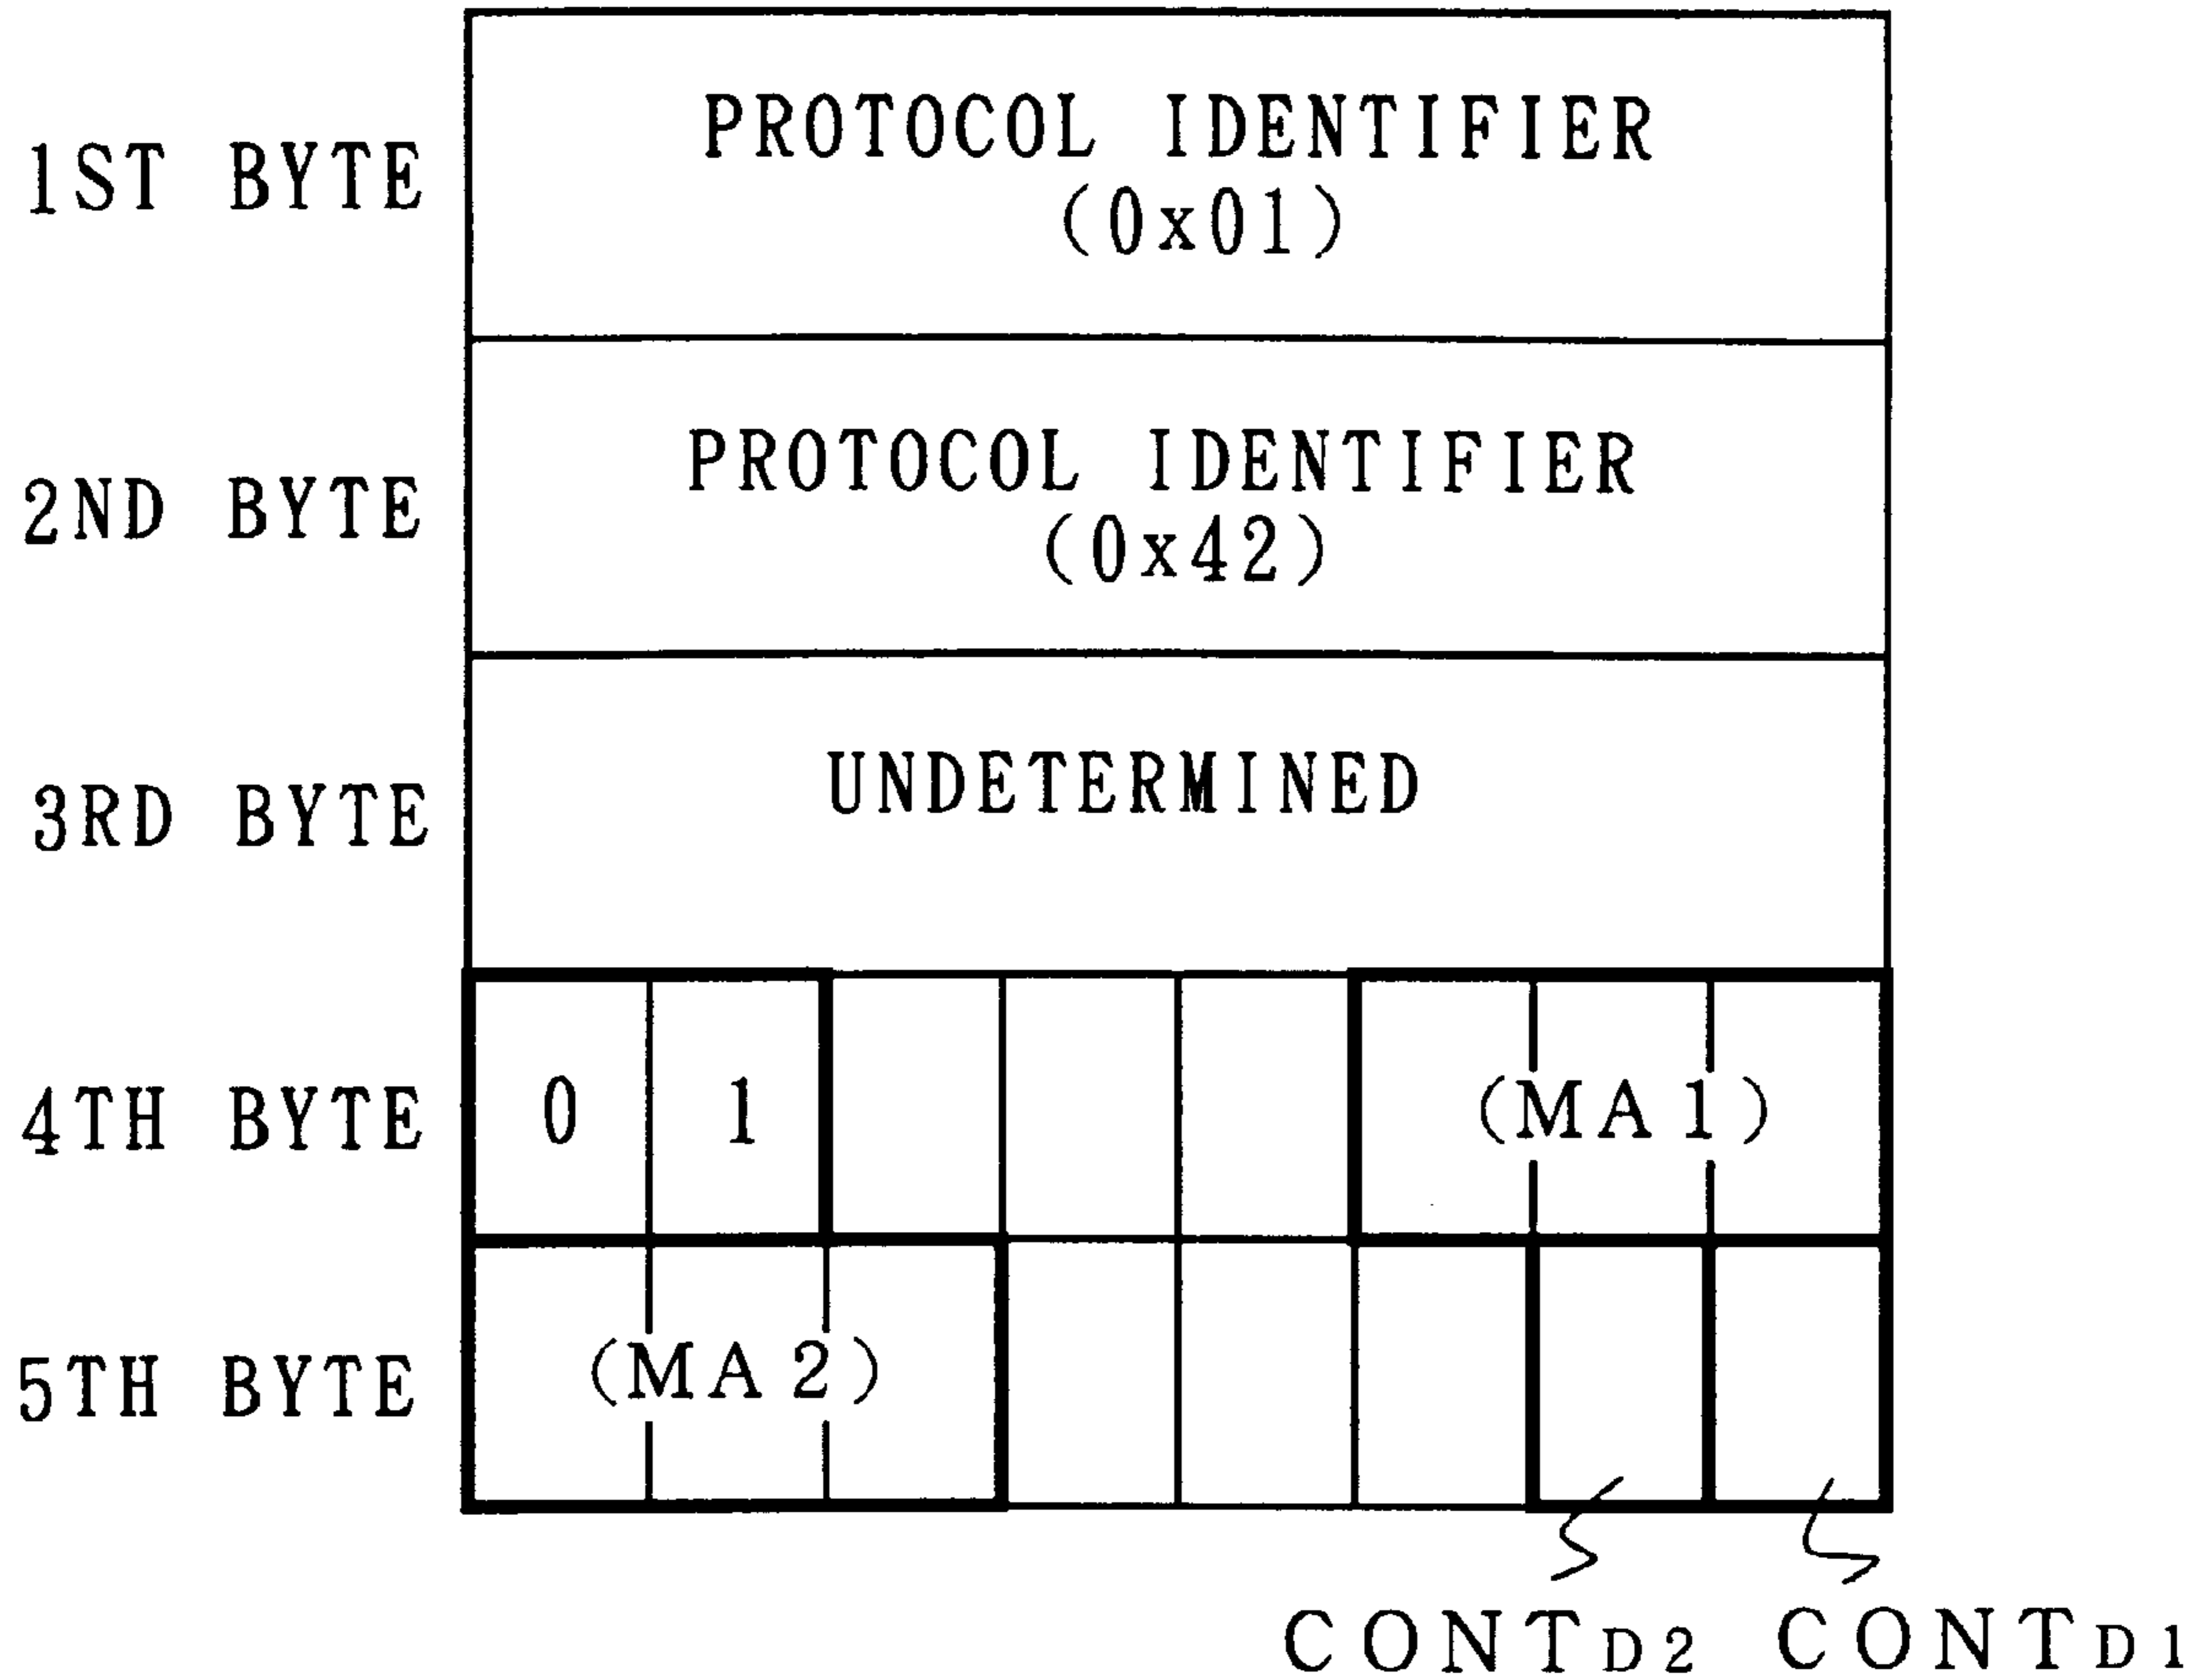 1ST BYTE
PROTOCOL IDENTIFIER
(0x01)
2ND BYTE
PROTOCOL IDENTIFIER
(0x42)
3RD BYTE
UNDETERMINED
4TH BYTE
0 1 (MA1)
5TH BYTE
(MA2)
CONTD2 CONTD1